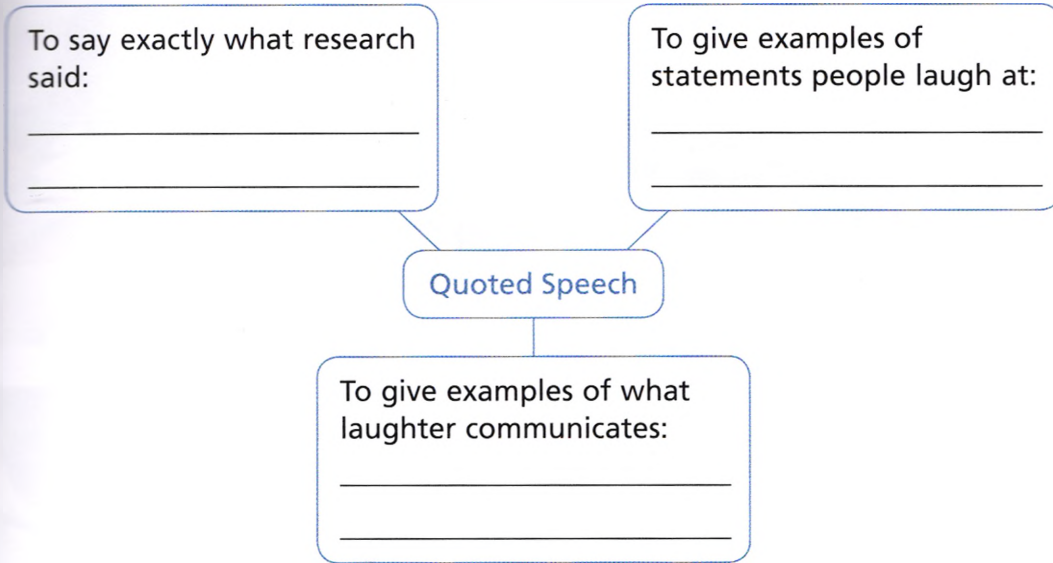 To say exactly what research
said:
To give examples of
statements people laugh at:
Quoted Speech
To give examples of what
laughter communicates: